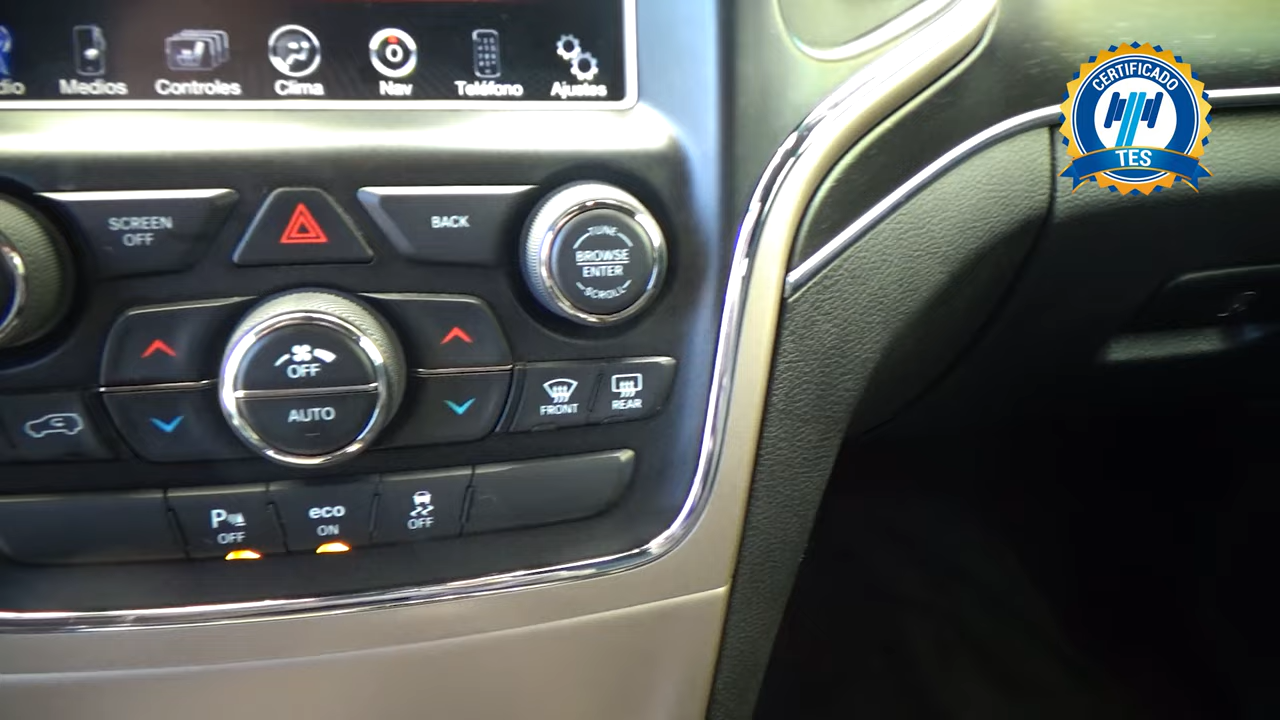 dio Medios Controles Clima Nav Teléfono Ajustes
CERTIFICADO
TES
SCREEN
OFF
BACK
TUNE
BROWSE
ENTER
SCROLL
OFF
AUTO
FRONT
REAR
P
OFF
eco
ON
OFF